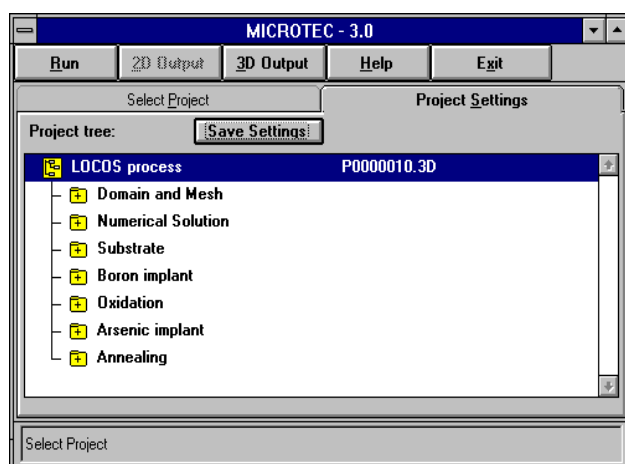 MICROTEC - 3.0
Run 2D Output 3D Output Help Exit
Select Project Project Settings
Project tree: Save Settings
LOCOS process P0000010.3D
Domain and Mesh
Numerical Solution
Substrate
Boron implant
Oxidation
Arsenic implant
Annealing
Select Project